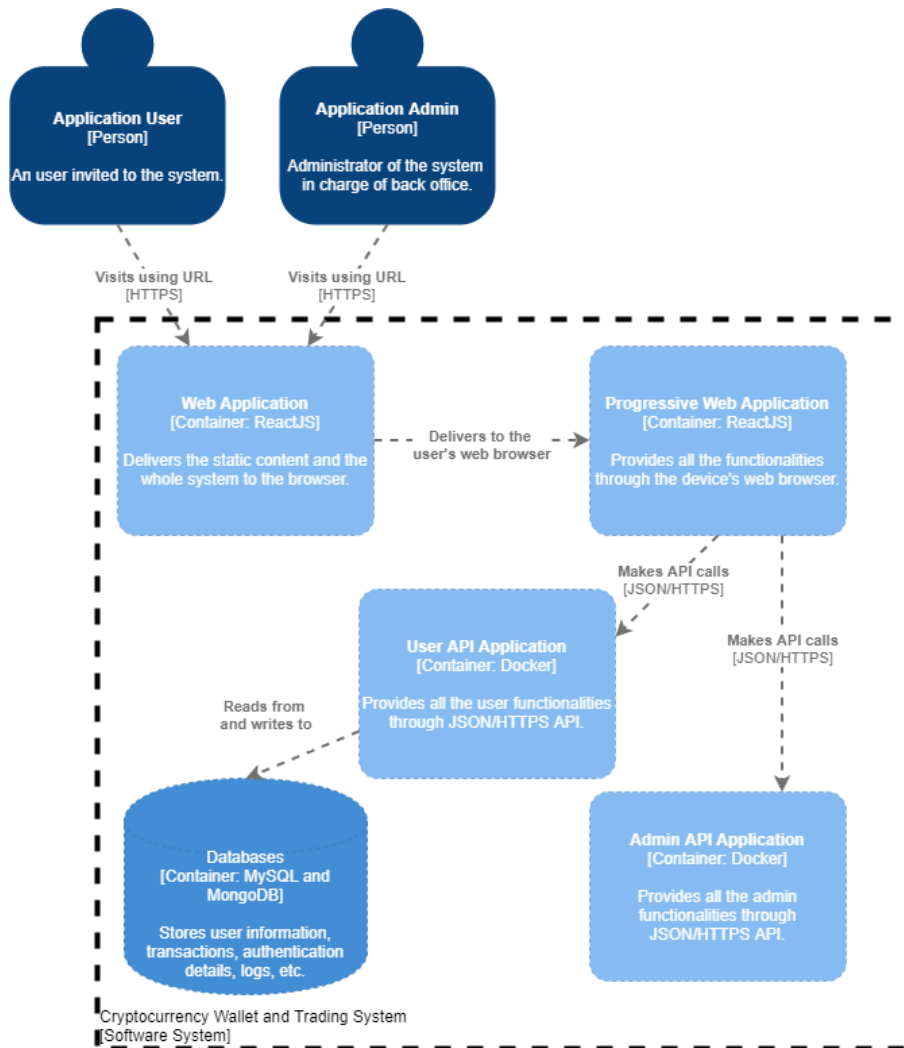 Application User
[Person]
An user invited to the system.
Application Admin
[Person]
Administrator of the system
in charge of back office.
Visits using URL
[HTTPS]
Visits using URL
[HTTPS]
Web Application
[Container: ReactJS]
Delivers the static content and the
whole system to the browser.
Delivers to the
user's web browser
Progressive Web Application
[Container: ReactJS]
Provides all the functionalities
through the device's web browser.
Makes API calls
[JSON/HTTPS]
Makes API calls
[JSON/HTTPS]
User API Application
[Container: Docker]
Provides all the user functionalities
through JSON/HTTPS API.
Reads from
and writes to
Databases
[Container: MySQL and
MongoDB]
Stores user information,
transactions, authentication
details, logs, etc.
Admin API Application
[Container: Docker]
Provides all the admin
functionalities through
JSON/HTTPS API.
Cryptocurrency Wallet and Trading System
[Software System]